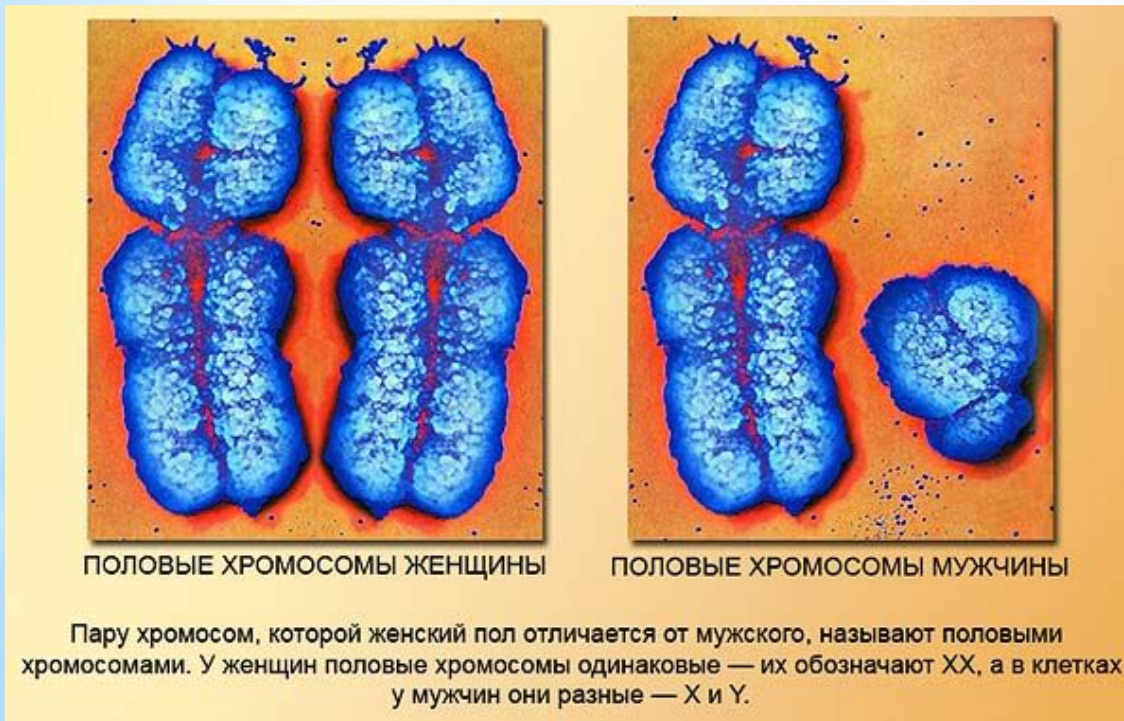 ПОЛОВЫЕ ХРОМОСОМЫ ЖЕНЩИНЫ
ПОЛОВЫЕ ХРОМОСОМЫ МУЖЧИНЫ
Пару хромосом, которой женский пол отличается от мужского, называют половыми
хромосомами. У женщин половые хромосомы одинаковые — их обозначают XX, а в клетках
у мужчин они разные — X и Y.